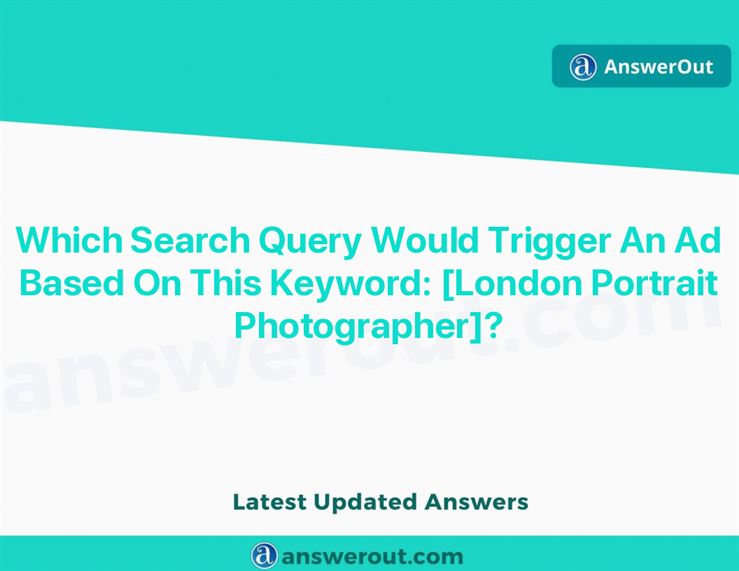 AnswerOut
Which Search Query Would Trigger An Ad
Based On This Keyword: [London Portrait
Photographer]?
answerout.com
Latest Updated Answers
answerout.com